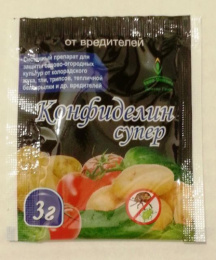 от вредителей
препарат для
защиты садово-огородных
культур от колорадского
жука, тли, трипсов, тепличной
белокрылки и др. вредителей
Конфиделин
супер
3г